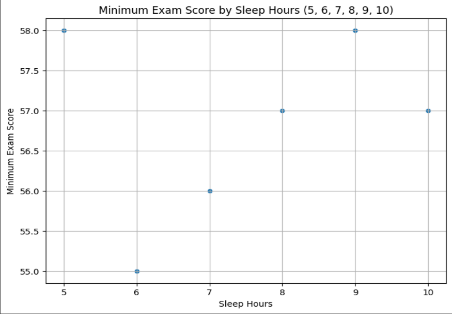 Minimum Exam Score by Sleep Hours (5, 6, 7, 8, 9, 10)
58.0
57.5
57.0
56.5
56.0
55.5
55.0
Minimum Exam Score
5 6 7 8 9 10
Sleep Hours